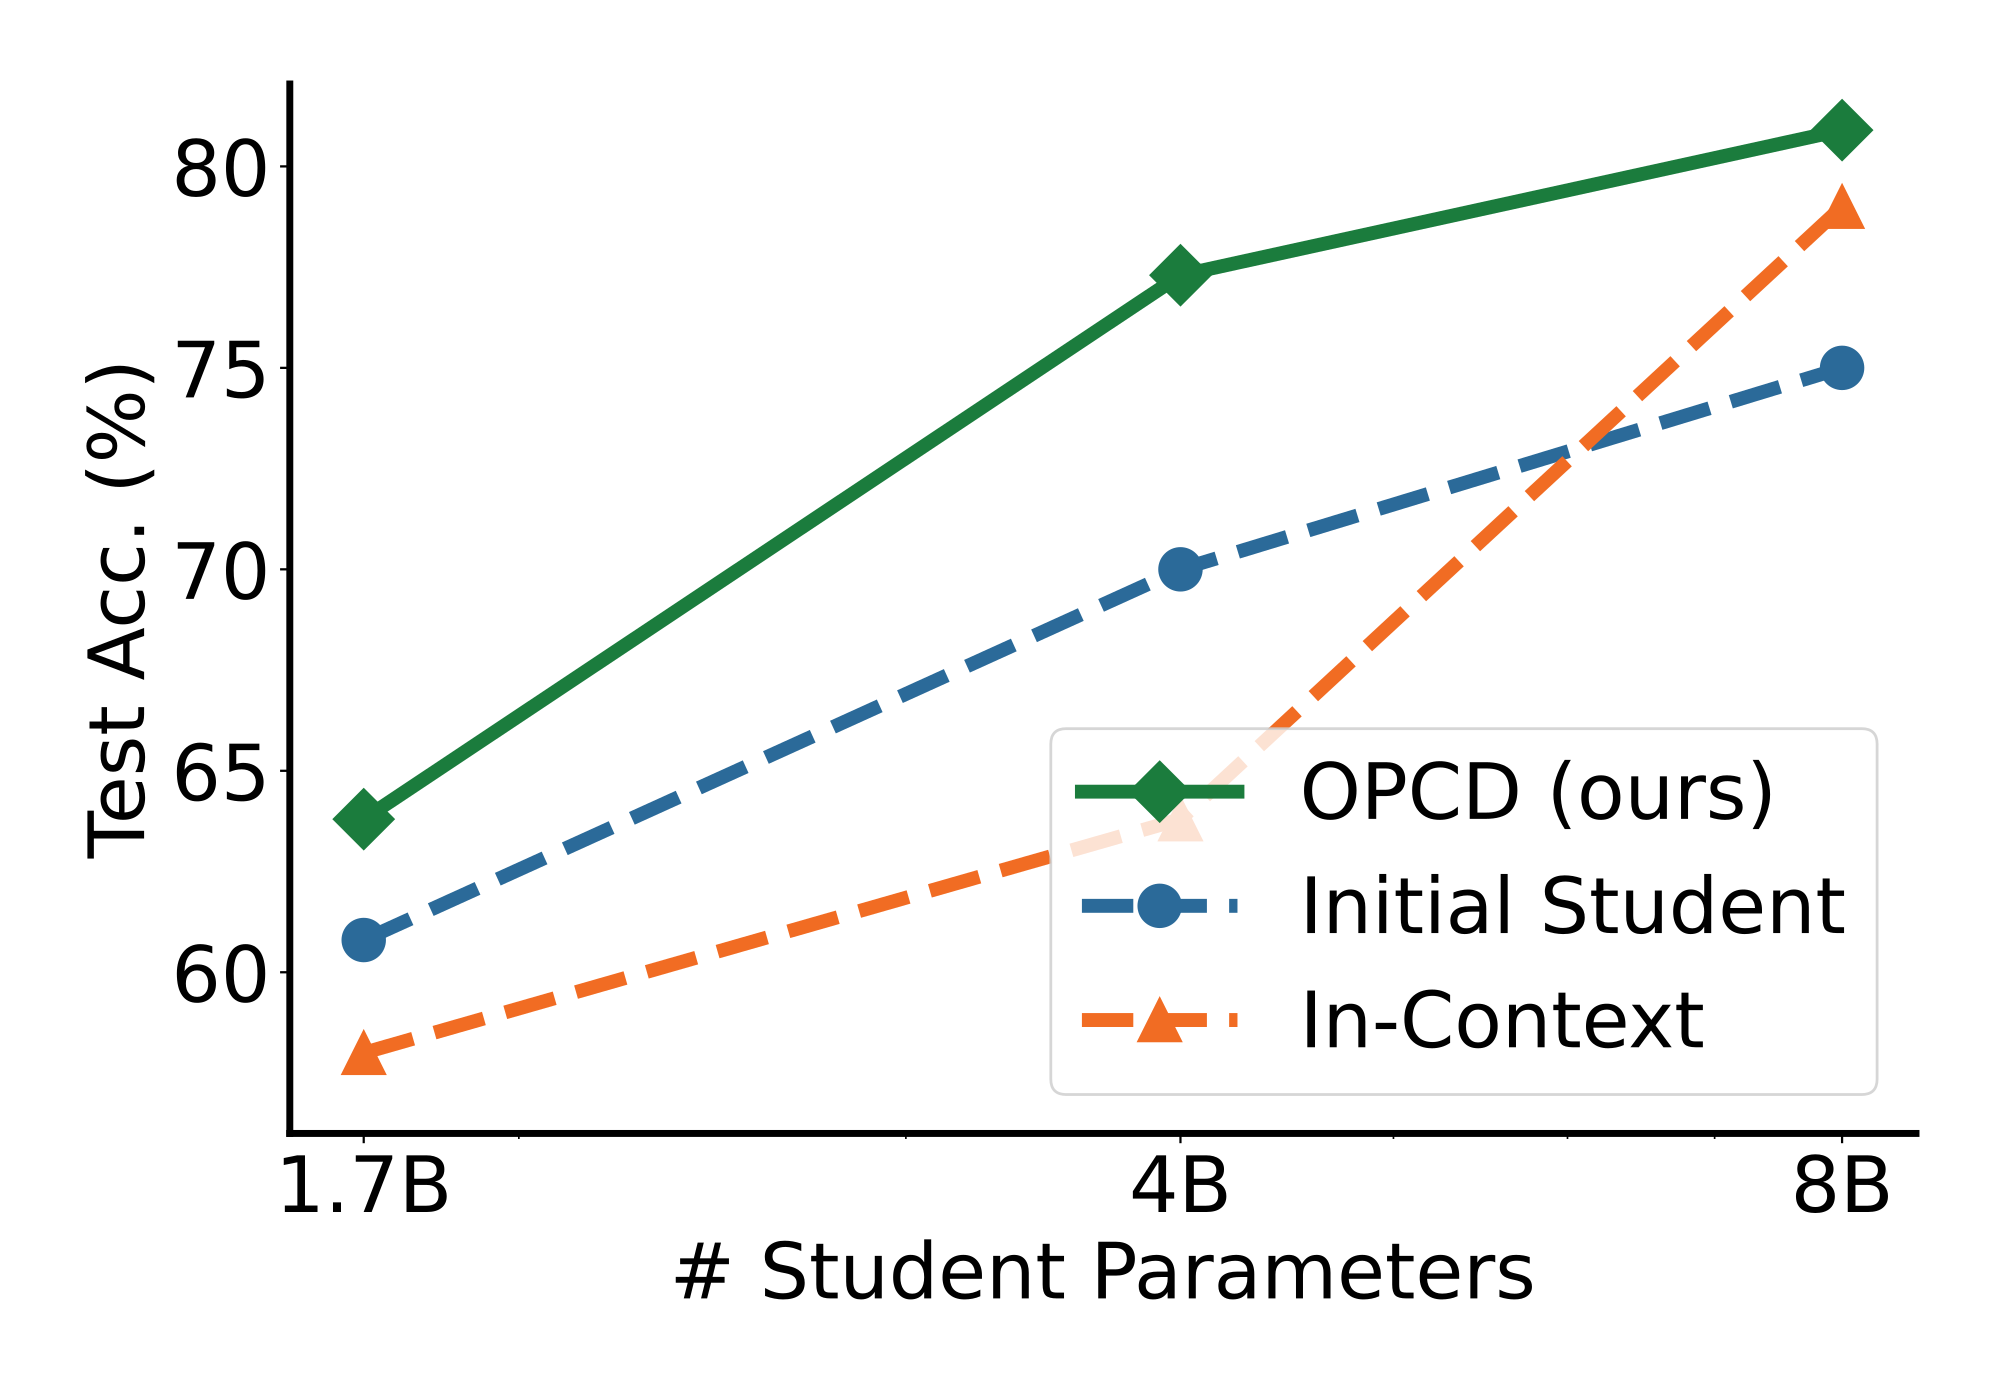 80
75
70
65
60
Test Acc. (%)
OPCD (ours)
Initial Student
In-Context
1.7B 4B 8B
# Student Parameters